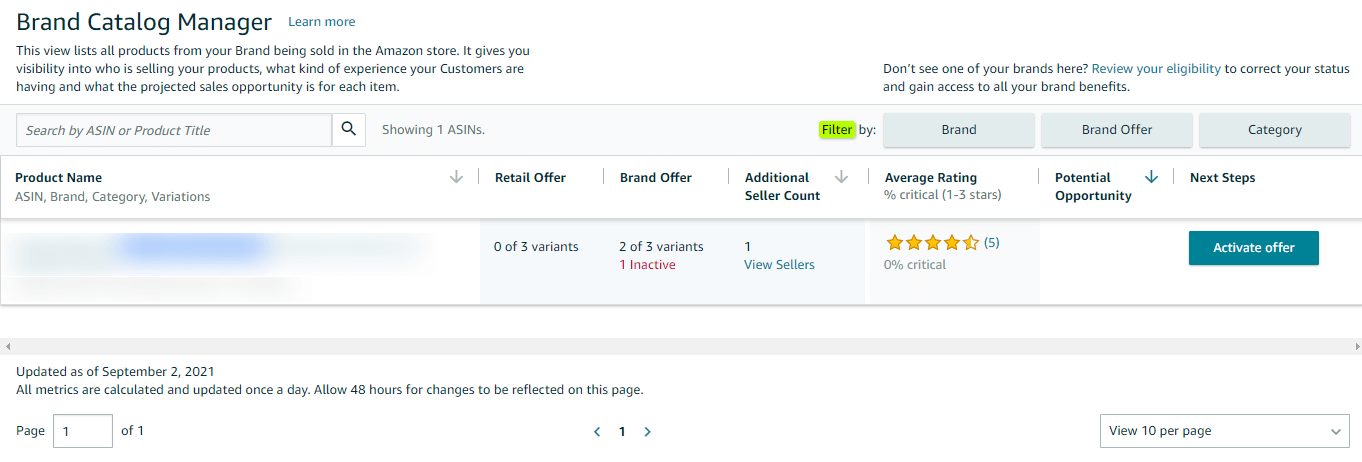 Brand Catalog Manager Learn more
This view lists all products from your Brand being sold in the Amazon store. It gives you
visibility into who is selling your products, what kind of experience your Customers are
having and what the projected sales opportunity is for each item.
Don't see one of your brands here? Review your eligibility to correct your status
and gain access to all your brand benefits.
Search by ASIN or Product Title
Showing 1 ASINs.
Filter by:
Brand
Brand Offer
Category
Product Name
ASIN, Brand, Category, Variations
Retail Offer
Brand Offer
Additional
Seller Count
Average Rating
% critical (1-3 stars)
Potential
Opportunity
Next Steps
0 of 3 variants
2 of 3 variants
1 Inactive
1
View Sellers
(5)
0% critical
Activate offer
Updated as of September 2, 2021
All metrics are calculated and updated once a day. Allow 48 hours for changes to be reflected on this page.
Page 1 of 1
1
View 10 per page